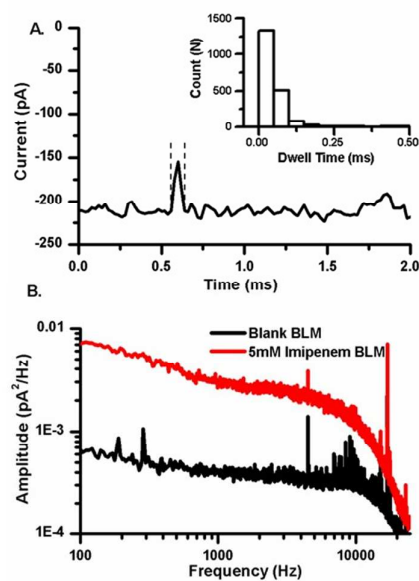 A.
0
-50
-100
-150
-200
-250
Current (pA)
0.0
0.5
1.0
1.5
2.0
Time (ms)
1500
1000
500
0
Count (N)
0.00
0.25
0.50
Dwell Time (ms)
B.
0.01
1E-3
1E-4
Amplitude (pA²/Hz)
Blank BLM
5mM Imipenem BLM
100
1000
10000
Frequency (Hz)